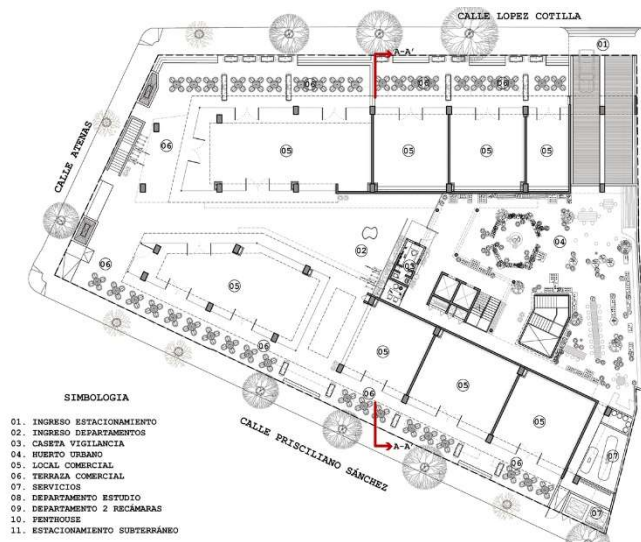 CALLE LOPEZ COTILLA
01
A-A'
06
CALLE ATENAS
06
05
05
05
05
04
02
06
05
06
05
05
05
06
A-A'
06
07
07
CALLE PRISCILIANO SÁNCHEZ
SIMBOLOGIA
01. INGRESO ESTACIONAMIENTO
02. INGRESO DEPARTAMENTOS
03. CASETA VIGILANCIA
04. HUERTO URBANO
05. LOCAL COMERCIAL
06. TERRAZA COMERCIAL
07. SERVICIOS
08. DEPARTAMENTO ESTUDIO
09. DEPARTAMENTO 2 RECÁMARAS
10. PENTHOUSE
11. ESTACIONAMIENTO SUBTERRÁNEO